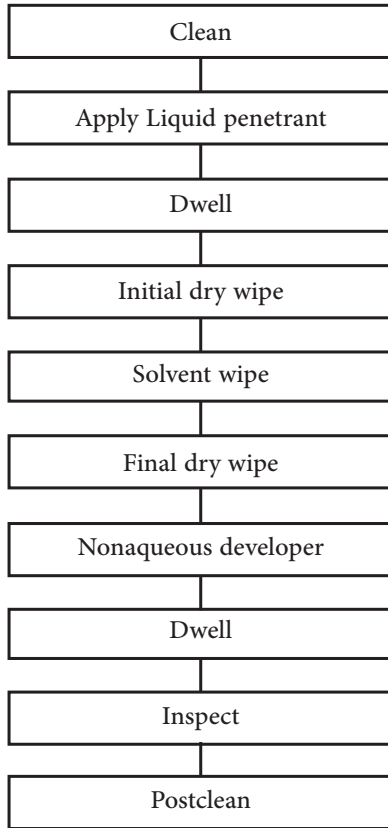 Clean
Apply Liquid penetrant
Dwell
Initial dry wipe
Solvent wipe
Final dry wipe
Nonaqueous developer
Dwell
Inspect
Postclean